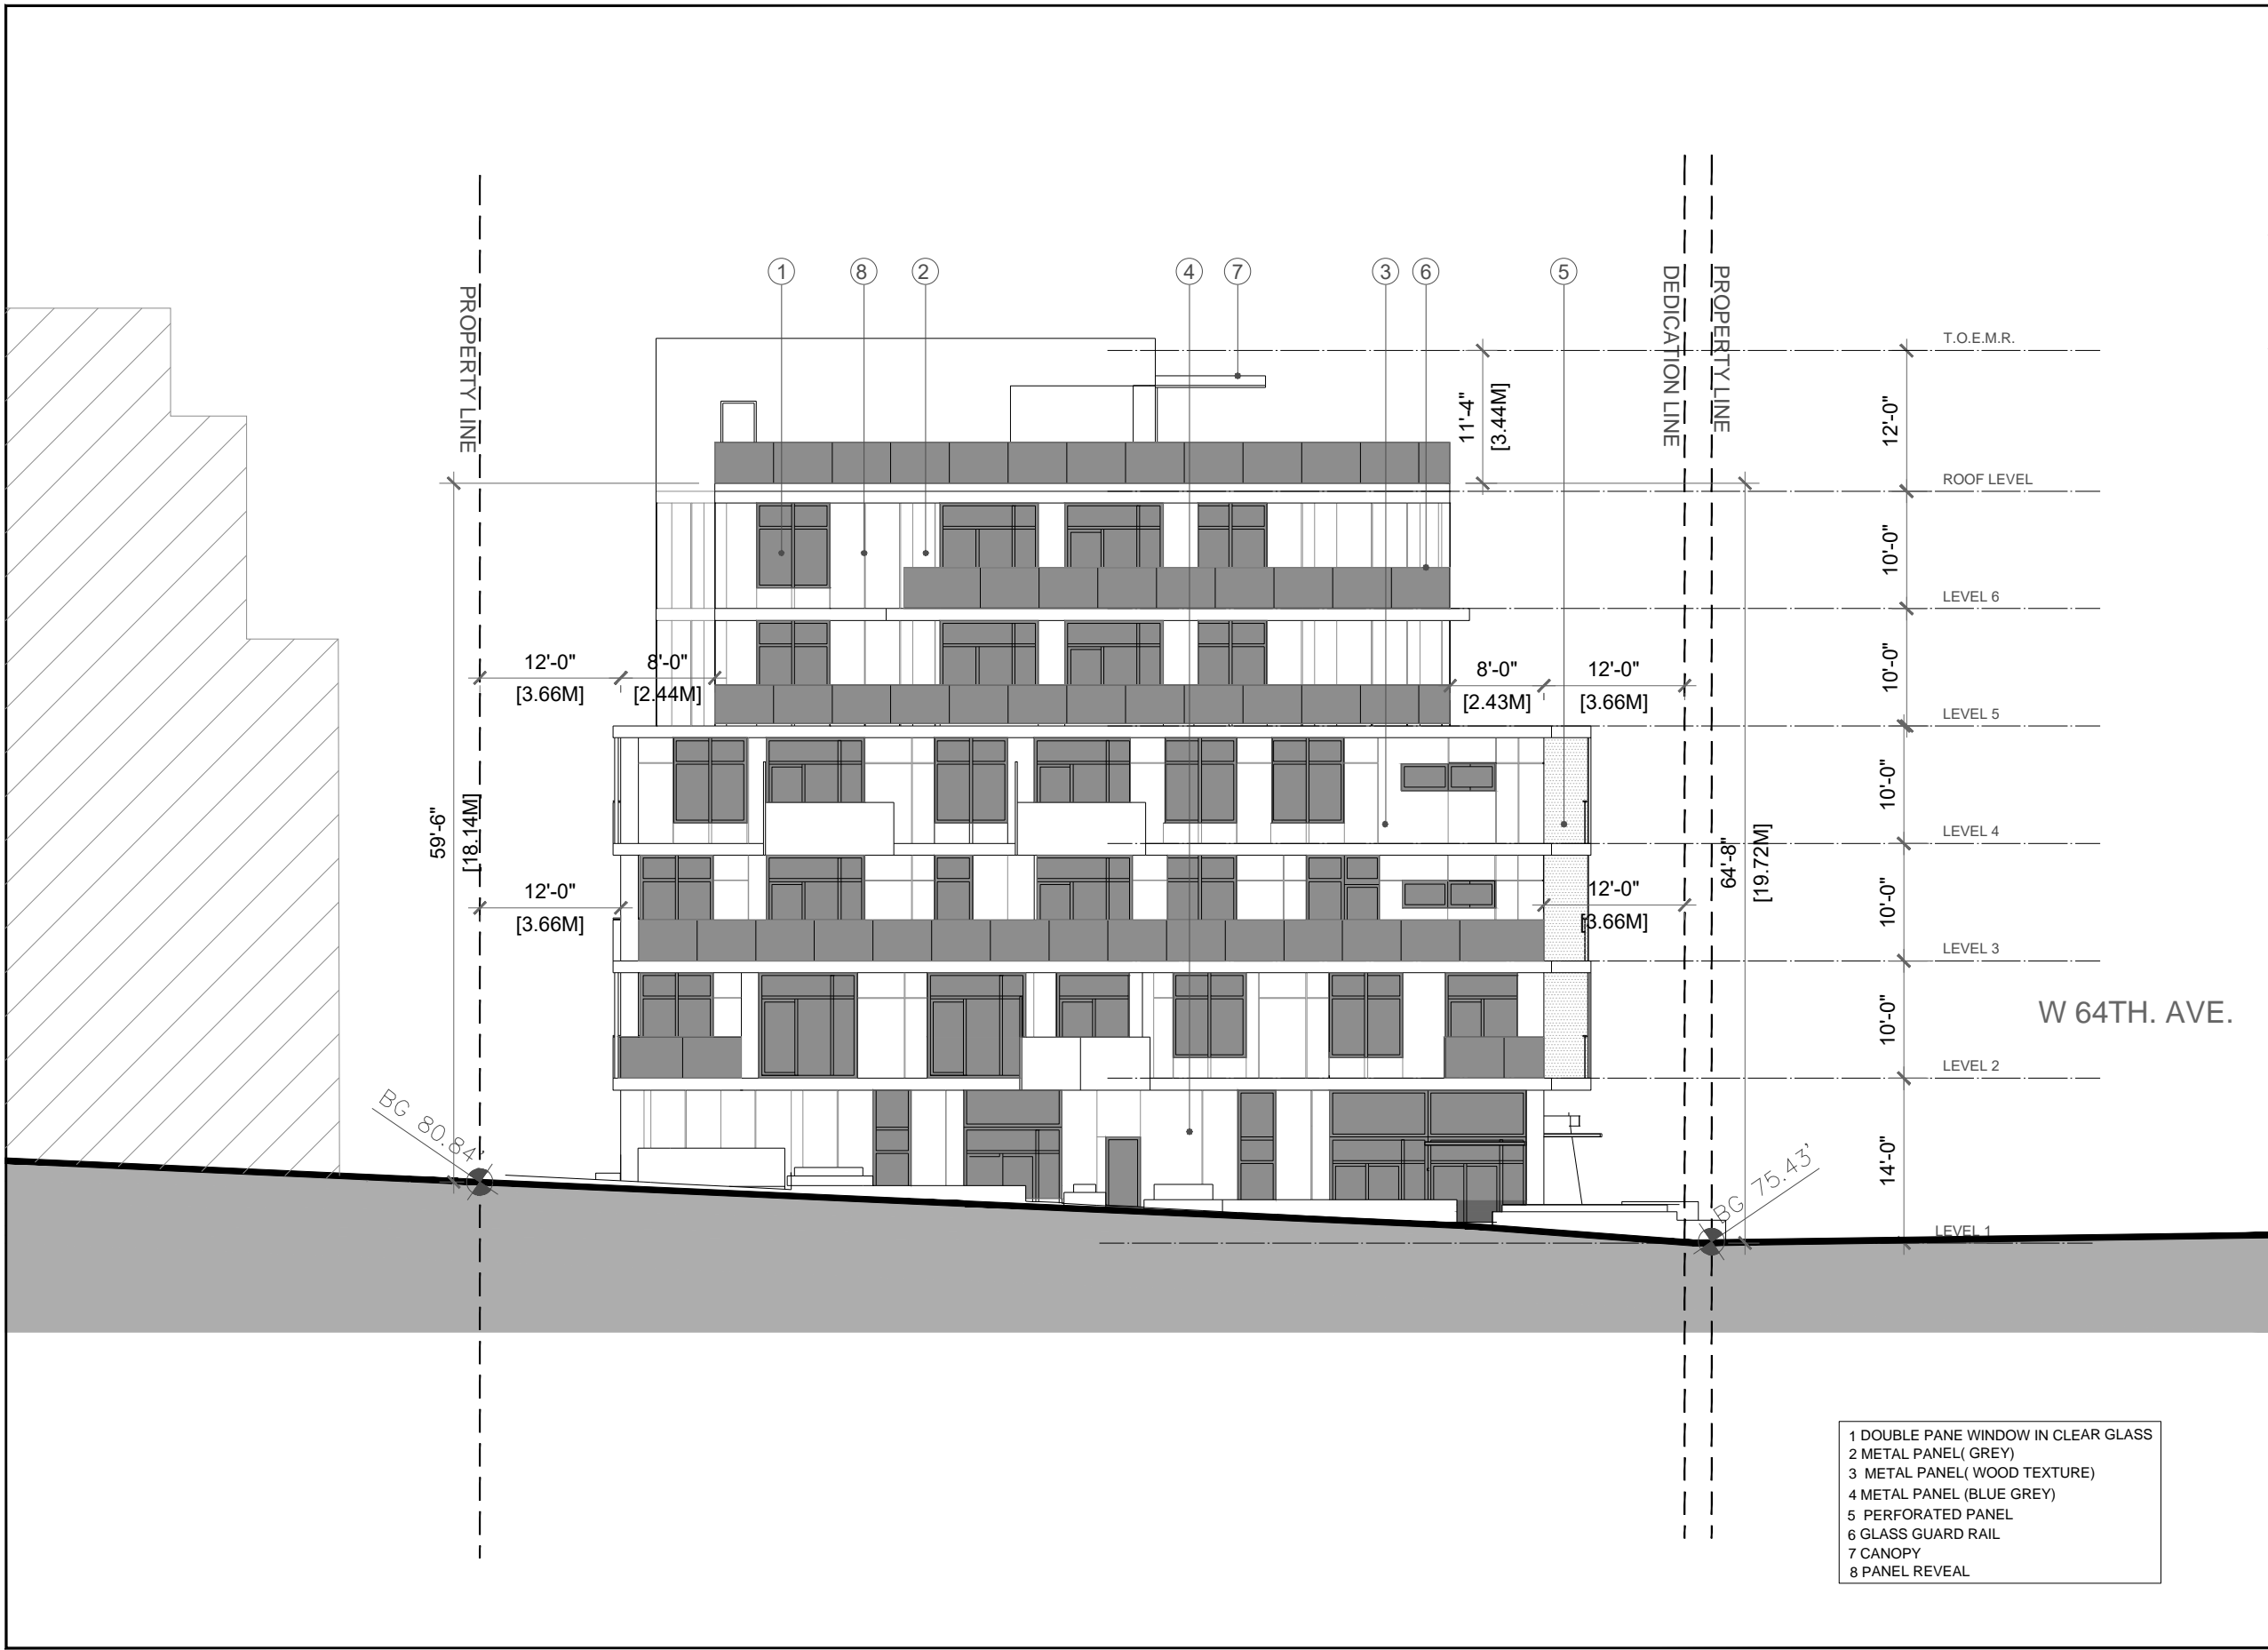 1
8
2
4
7
3
6
5
PROPERTY LINE
DEDICATION LINE
PROPERTY LINE
T.O.E.M.R.
11'-4"
[3.44M]
12'-0"
ROOF LEVEL
10'-0"
LEVEL 6
12'-0"
[3.66M]
8'-0"
[2.44M]
8'-0"
[2.43M]
12'-0"
[3.66M]
10'-0"
LEVEL 5
59'-6"
[18.14M]
64'-8"
[19.72M]
10'-0"
LEVEL 4
12'-0"
[3.66M]
12'-0"
[3.66M]
10'-0"
LEVEL 3
W 64TH. AVE.
10'-0"
LEVEL 2
BG 80.84'
BG 75.43'
14'-0"
LEVEL 1
1 DOUBLE PANE WINDOW IN CLEAR GLASS
2 METAL PANEL( GREY)
3 METAL PANEL( WOOD TEXTURE)
4 METAL PANEL (BLUE GREY)
5 PERFORATED PANEL
6 GLASS GUARD RAIL
7 CANOPY
8 PANEL REVEAL